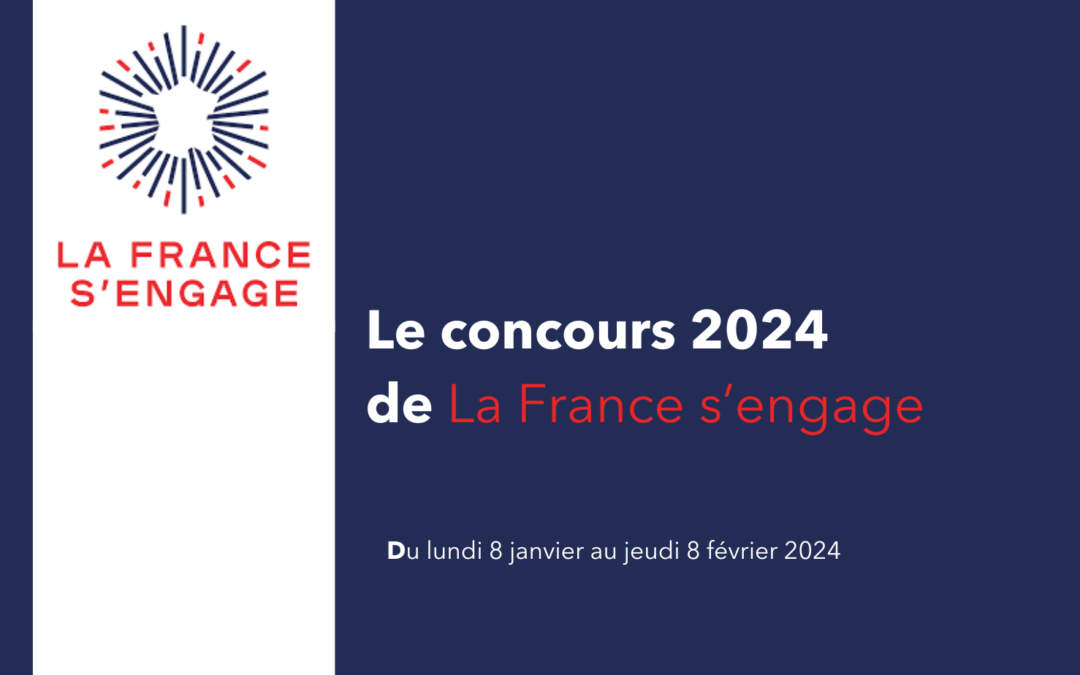 LA FRANCE
S’ENGAGE
Le concours 2024
de La France s’engage
Du lundi 8 janvier au jeudi 8 février 2024